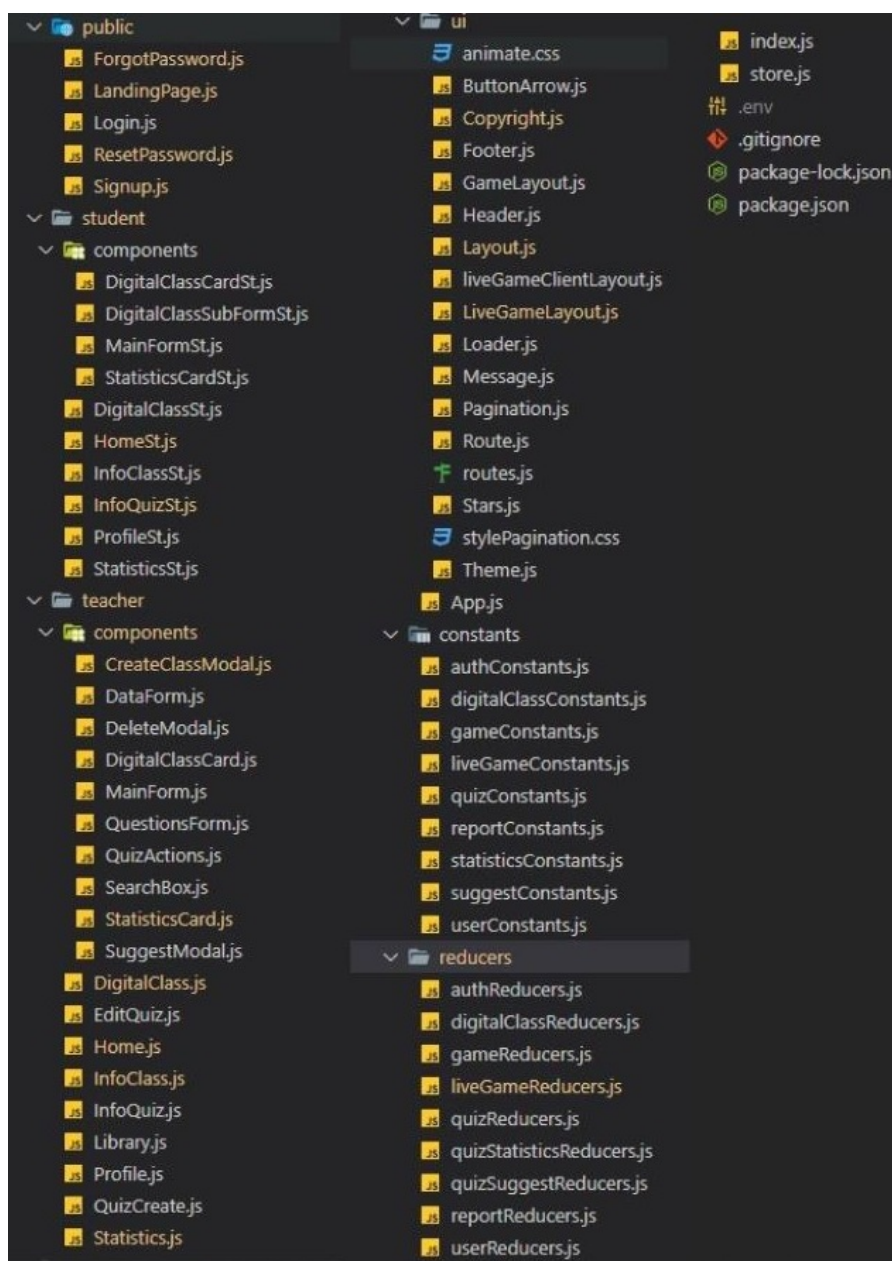 public
ForgotPassword.js
LandingPage.js
Login.js
ResetPassword.js
Signup.js
student
components
DigitalClassCardSt.js
DigitalClassSubFormSt.js
MainFormSt.js
StatisticsCardSt.js
DigitalClassSt.js
HomeSt.js
InfoClassSt.js
InfoQuizSt.js
ProfileSt.js
StatisticsSt.js
teacher
components
CreateClassModal.js
DataForm.js
DeleteModal.js
DigitalClassCard.js
MainForm.js
QuestionsForm.js
QuizActions.js
SearchBox.js
StatisticsCard.js
SuggestModal.js
DigitalClass.js
EditQuiz.js
Home.js
InfoClass.js
InfoQuiz.js
Library.js
Profile.js
QuizCreate.js
Statistics.js
ui
animate.css
ButtonArrow.js
Copyright.js
Footer.js
GameLayout.js
Header.js
Layout.js
liveGameClientLayout.js
LiveGameLayout.js
Loader.js
Message.js
Pagination.js
Route.js
routes.js
Stars.js
stylePagination.css
Theme.js
App.js
constants
authConstants.js
digitalClassConstants.js
gameConstants.js
liveGameConstants.js
quizConstants.js
reportConstants.js
statisticsConstants.js
suggestConstants.js
userConstants.js
reducers
authReducers.js
digitalClassReducers.js
gameReducers.js
liveGameReducers.js
quizReducers.js
quizStatisticsReducers.js
quizSuggestReducers.js
reportReducers.js
userReducers.js
index.js
store.js
.env
.gitignore
package-lock.json
package.json